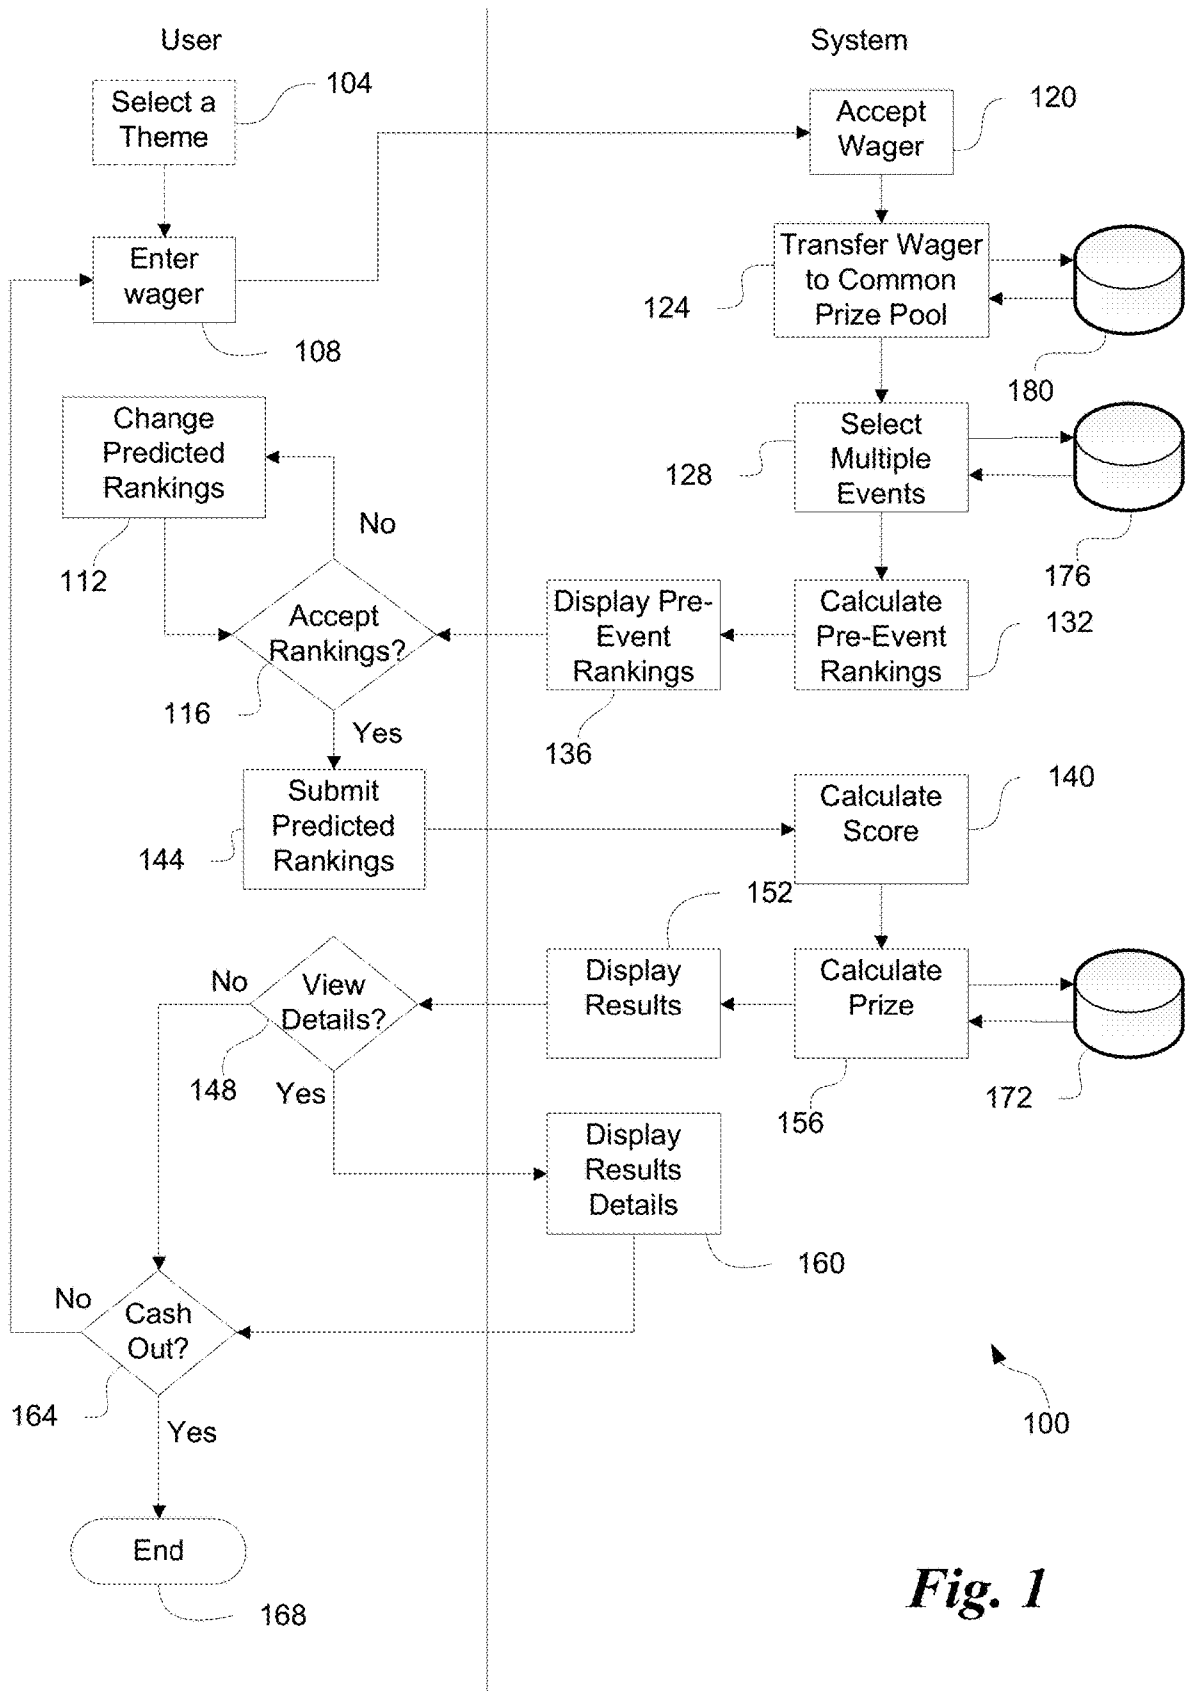 User
System
Select a
Theme
104
Accept
Wager
120
Enter
wager
108
Transfer Wager
to Common
Prize Pool
124
180
Change
Predicted
Rankings
112
No
Select
Multiple
Events
128
176
Accept
Rankings?
116
Yes
Display Pre-
Event
Rankings
136
Calculate
Pre-Event
Rankings
132
Submit
Predicted
Rankings
144
Calculate
Score
140
152
No
View
Details?
148
Yes
Display
Results
Calculate
Prize
156
172
Display
Results
Details
160
No
Cash
Out?
164
Yes
100
End
168
Fig. 1